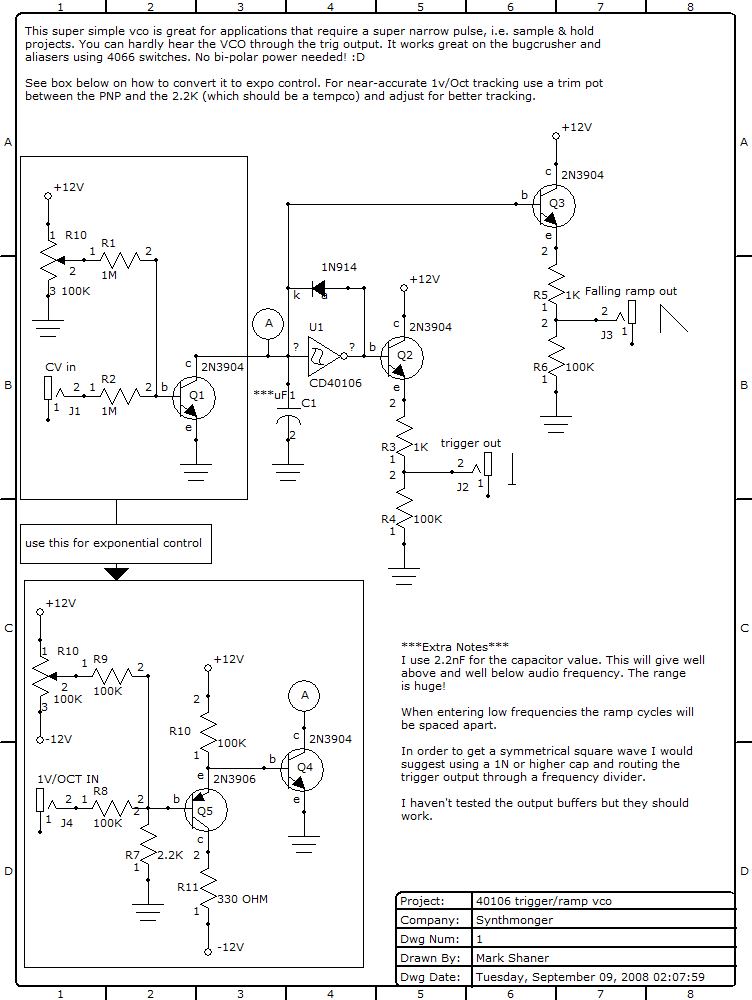 1 2 3 4 5 6 7 8
This super simple vco is great for applications that require a super narrow pulse, i.e. sample & hold
projects. You can hardly hear the VCO through the trig output. It works great on the bugcrusher and
aliasers using 4066 switches. No bi-polar power needed! :D
See box below on how to convert it to expo control. For near-accurate 1v/Oct tracking use a trim pot
between the PNP and the 2.2K (which should be a tempco) and adjust for better tracking.
A A
+12V
c 2N3904
b Q3
e
2
R5 1K
1
Falling ramp out
2
J3 1
2
R6 100K
1
+12V
1 R10
2
3 100K
1 R1 2
1M
CV in
2
1 J1
1 R2 2
1M
b c 2N3904
Q1
e
A
1N914
k a
U1
? ?
CD40106
***uF 1
C1
2
+12V
c 2N3904
b Q2
e
2
R3 1K
1
trigger out
2
J2 1
2
R4 100K
1
B B
use this for exponential control
C C
+12V
1 R10
2
100K
3
-12V
1 R9 2
100K
1V/OCT IN
2
1 J4
1 R8 2
100K
2
R7 2.2K
1
+12V
2
R10 100K
1
e 2N3906
b Q5
c
2
R11 330 OHM
1
-12V
A
c 2N3904
b Q4
e
***Extra Notes***
I use 2.2nF for the capacitor value. This will give well
above and well below audio frequency. The range
is huge!
When entering low frequencies the ramp cycles will
be spaced apart.
In order to get a symmetrical square wave I would
suggest using a 1N or higher cap and routing the
trigger output through a frequency divider.
I haven't tested the output buffers but they should
work.
D D
Project: 40106 trigger/ramp vco
Company: Synthmonger
Dwg Num: 1
Drawn By: Mark Shaner
Dwg Date: Tuesday, September 09, 2008 02:07:59
1 2 3 4 5 6 7 8